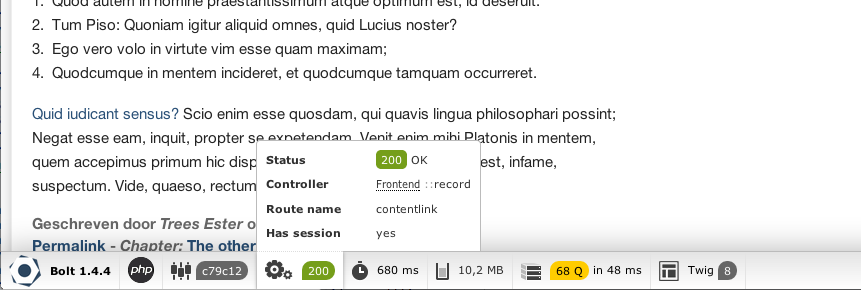 1. Quod autem in homine praestantissimum atque optimum est, id deseruit.
2. Tum Piso: Quoniam igitur aliquid omnes, quid Lucius noster?
3. Ego vero volo in virtute vim esse quam maximam;
4. Quodcumque in mentem incideret, et quodcumque tamquam occurreret.
Quid iudicant sensus? Scio enim esse quosdam, qui quavis lingua philosophari possint;
Negat esse eam, inquit, propter se expetendam. Venit enim mihi Platonis in mentem,
quem accepimus primum hic disp est, infame,
suspectum. Vide, quaeso, rectum
Status 200 OK
Controller Frontend ::record
Route name contentlink
Has session yes
Geschreven door Trees Ester o
Permalink - Chapter: The other
Bolt 1.4.4 php c79c12 200 680 ms 10,2 MB 68 Q in 48 ms Twig 8